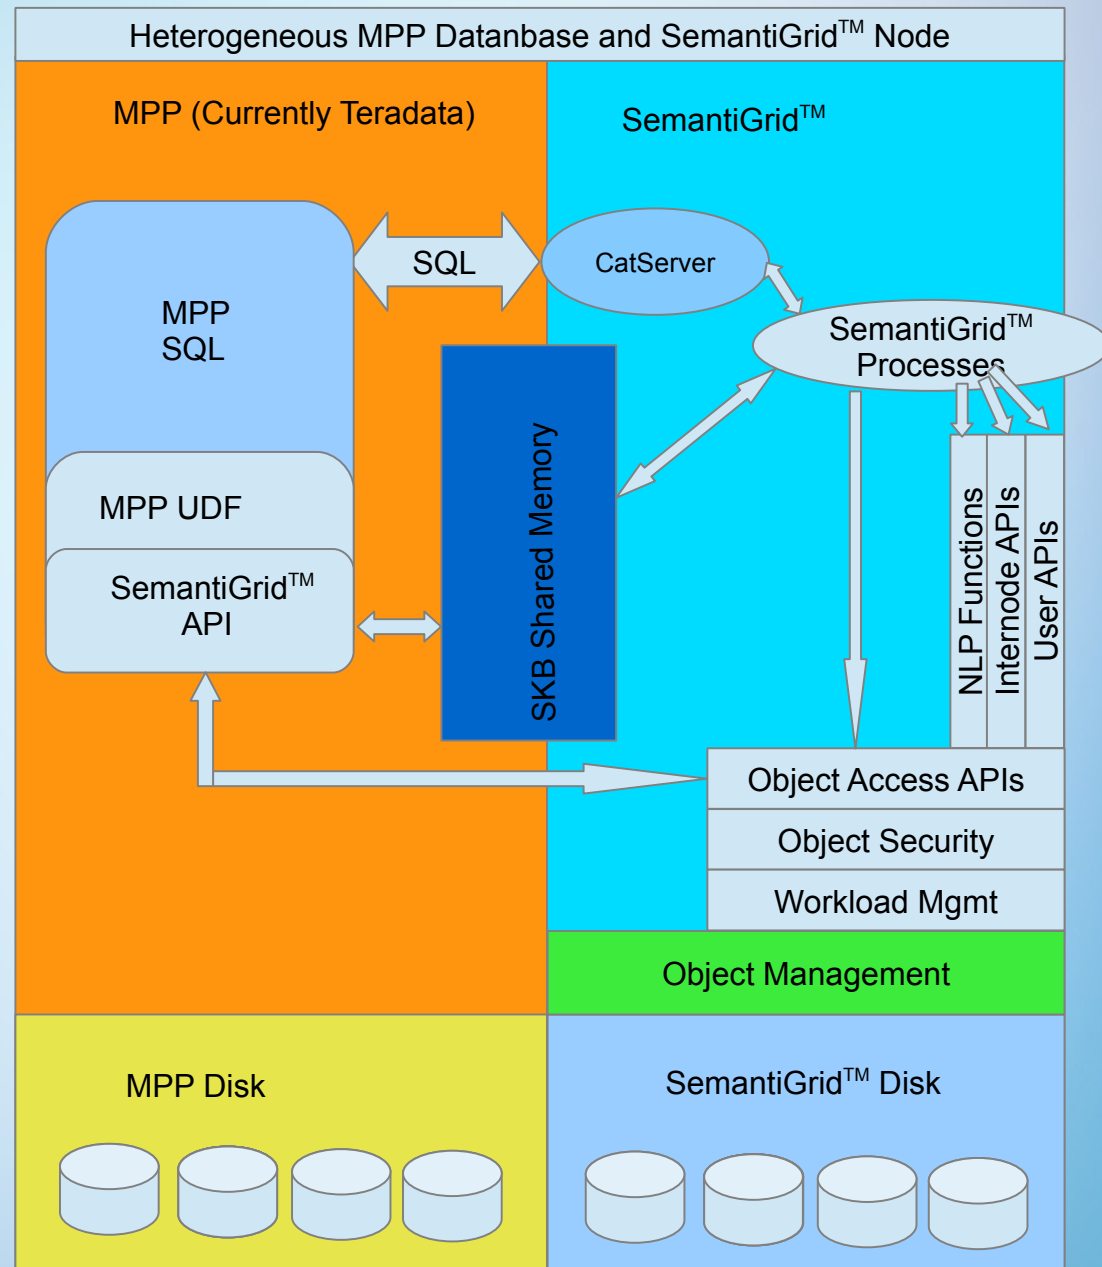 Heterogeneous MPP Datanbase and SemantiGrid™ Node
MPP (Currently Teradata)
SemantiGrid™
SQL
CatServer
MPP
SQL
SemantiGrid™
Processes
MPP UDF
SemantiGrid™
API
SKB Shared Memory
NLP Functions
Internode APIs
User APIs
Object Access APIs
Object Security
Workload Mgmt
Object Management
MPP Disk
SemantiGrid™ Disk